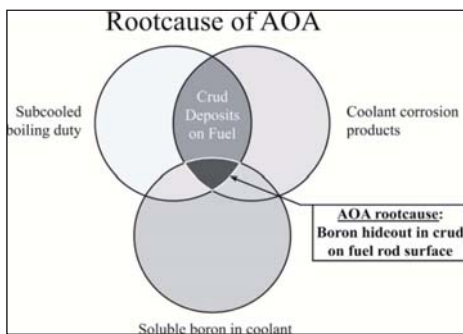 Rootcause of AOA
Subcooled
boiling duty
Crud
Deposits
on Fuel
Coolant corrosion
products
AOA rootcause:
Boron hideout in crud
on fuel rod surface
Soluble boron in coolant